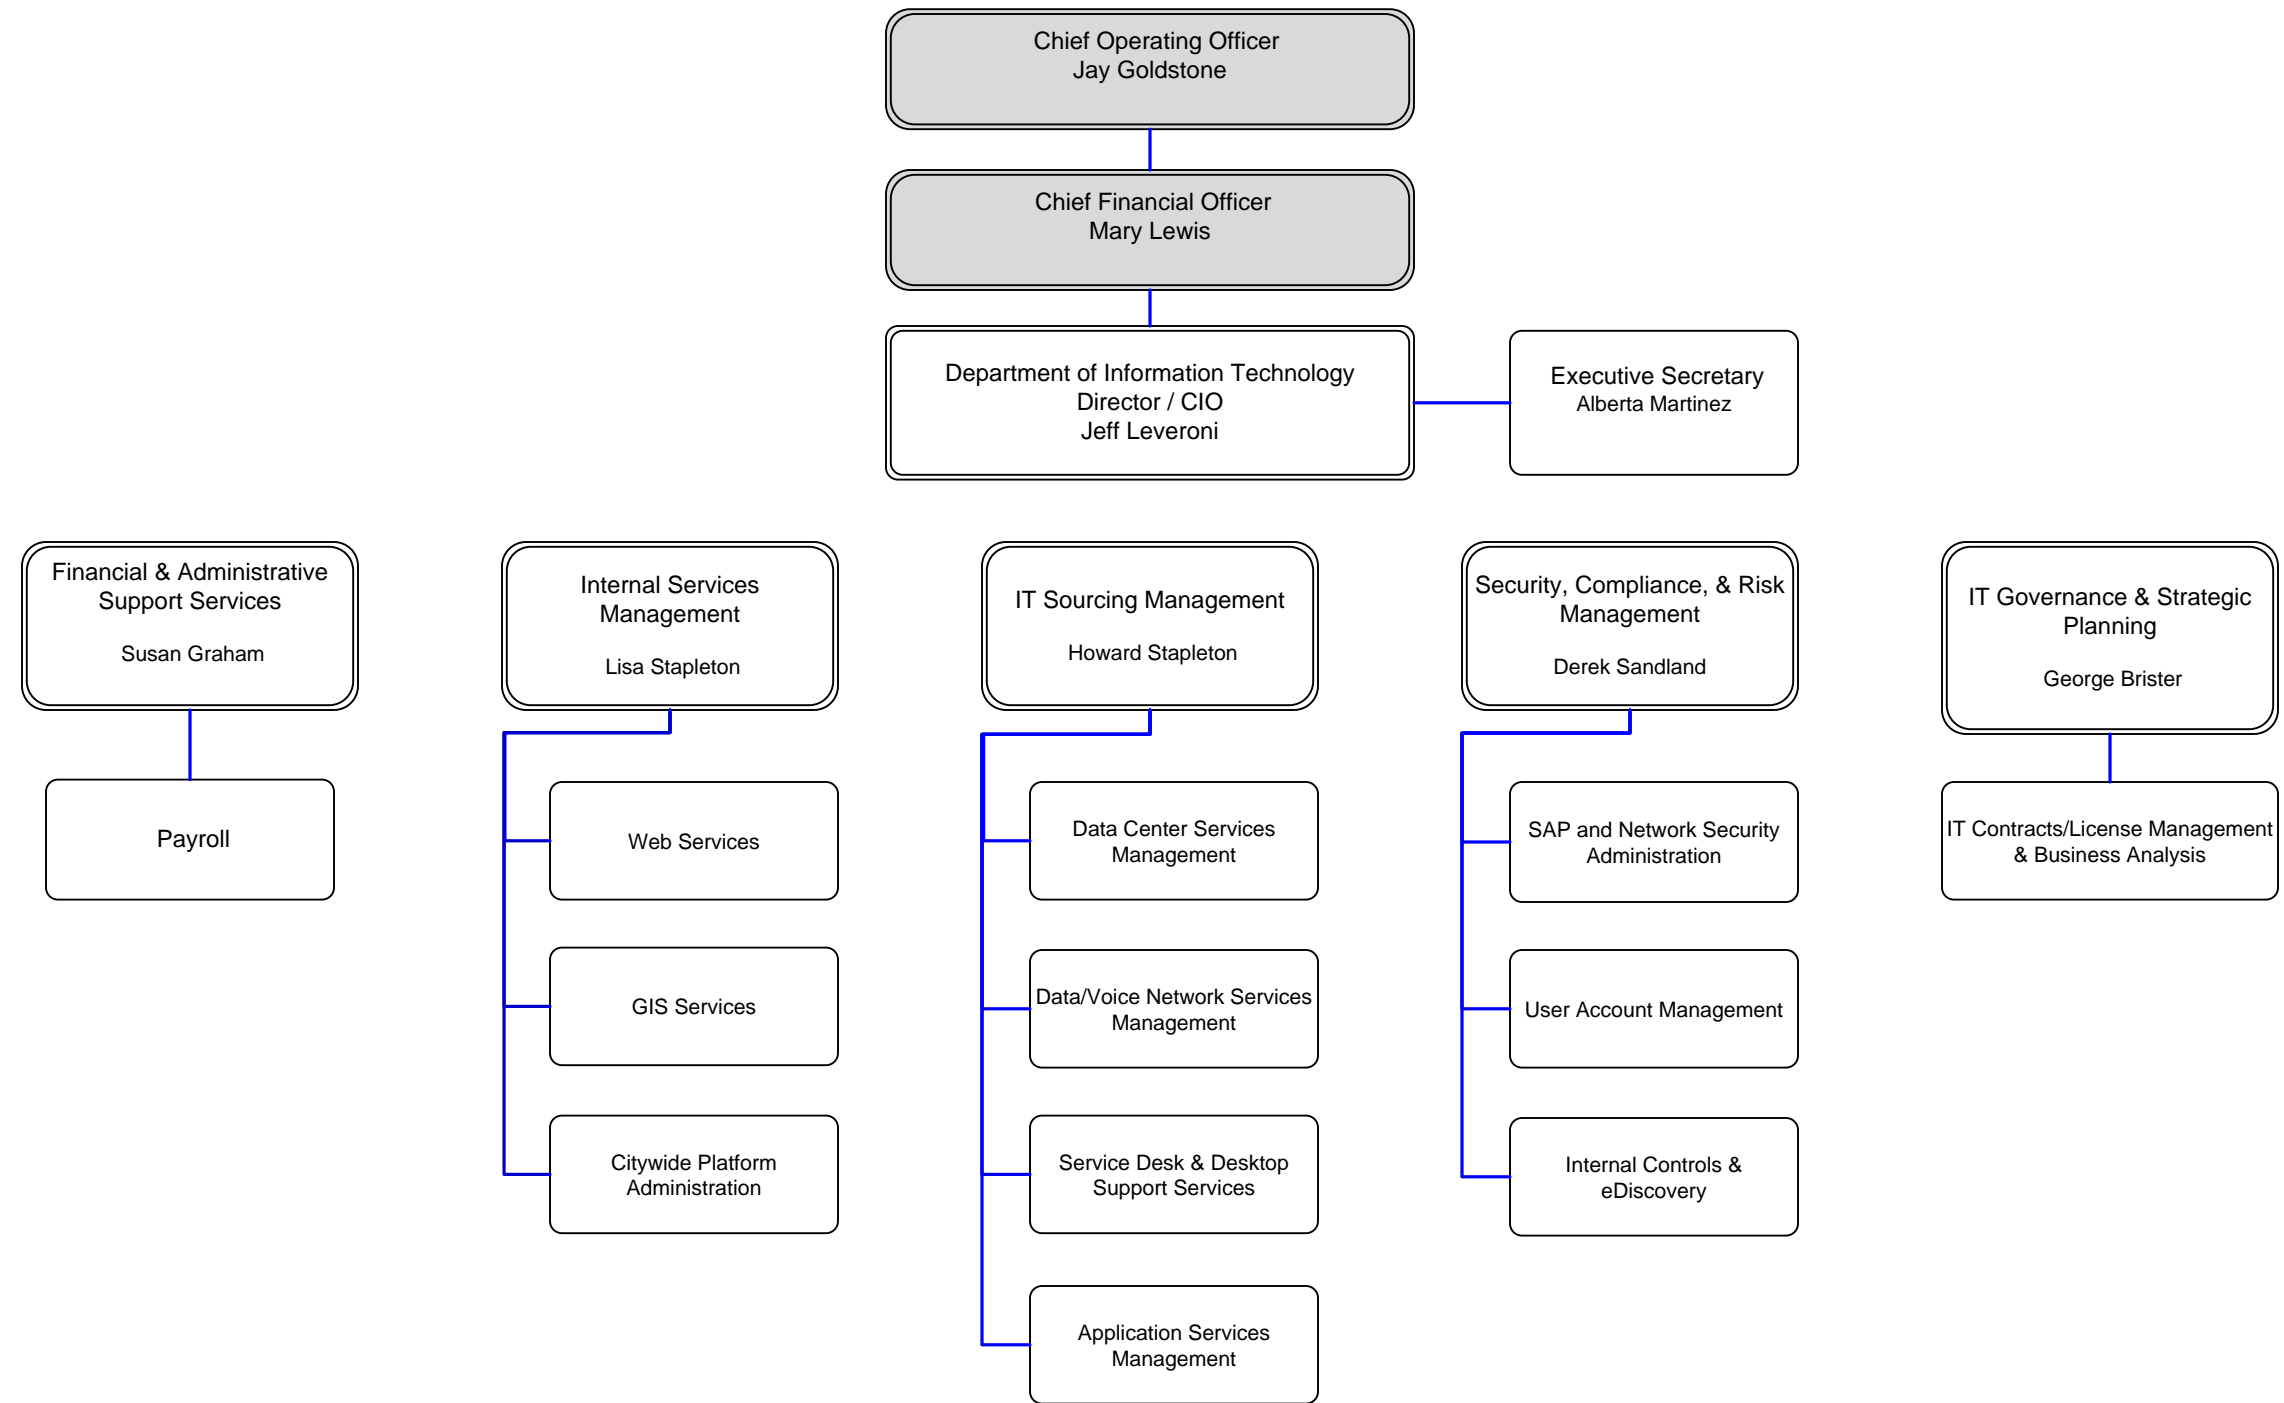 Chief Operating Officer
Jay Goldstone
Chief Financial Officer
Mary Lewis
Department of Information Technology
Director / CIO
Jeff Leveroni
Executive Secretary
Alberta Martinez
Financial & Administrative
Support Services
Susan Graham
Internal Services
Management
Lisa Stapleton
IT Sourcing Management
Howard Stapleton
Security, Compliance, & Risk
Management
Derek Sandland
IT Governance & Strategic
Planning
George Brister
Payroll
Web Services
GIS Services
Citywide Platform
Administration
Data Center Services
Management
Data/Voice Network Services
Management
Service Desk & Desktop
Support Services
Application Services
Management
SAP and Network Security
Administration
User Account Management
Internal Controls &
eDiscovery
IT Contracts/License Management
& Business Analysis